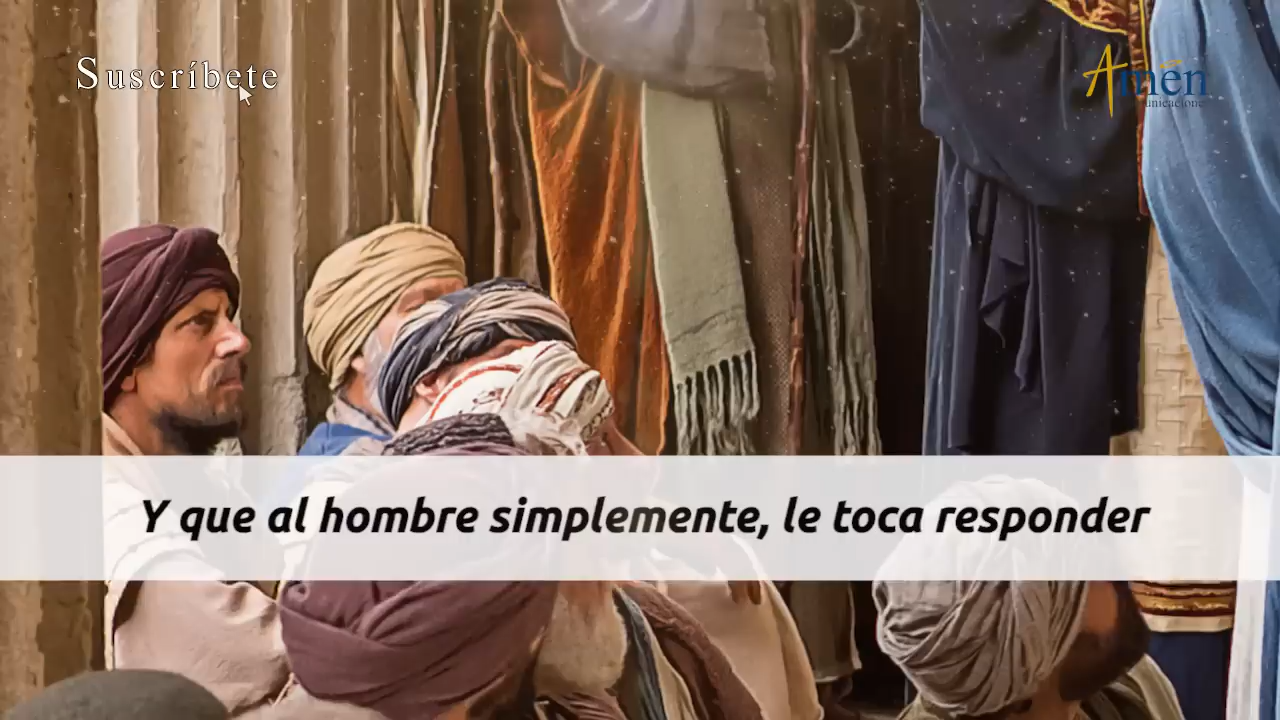 Suscríbete
Amén
Y que al hombre simplemente, le toca responder